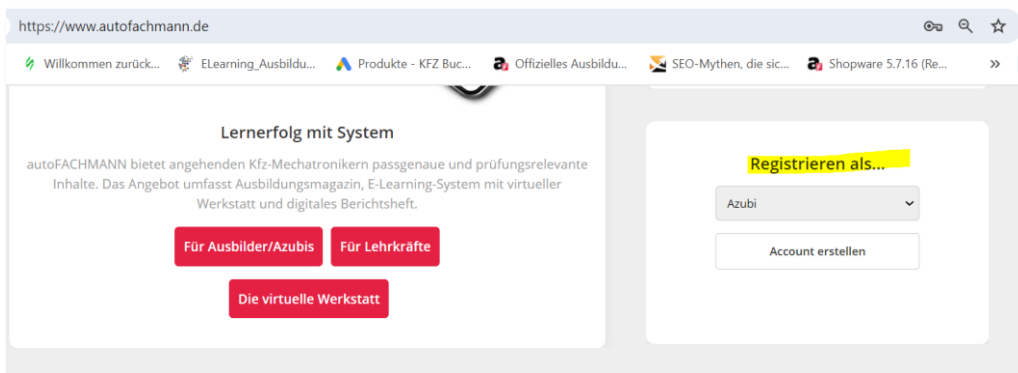 https://www.autofachmann.de
Willkommen zurück... ELearning_Ausbildu... Produkte - KFZ Buc... Offizielles Ausbildu... SEO-Mythen, die sic... Shopware 5.7.16 (Re... »
Lernerfolg mit System
autoFACHMANN bietet angehenden Kfz-Mechatronikern passgenaue und prüfungsrelevante
Inhalte. Das Angebot umfasst Ausbildungsmagazin, E-Learning-System mit virtueller
Werkstatt und digitales Berichtsheft.
Für Ausbilder/Azubis Für Lehrkräfte
Die virtuelle Werkstatt
Registrieren als...
Azubi
Account erstellen